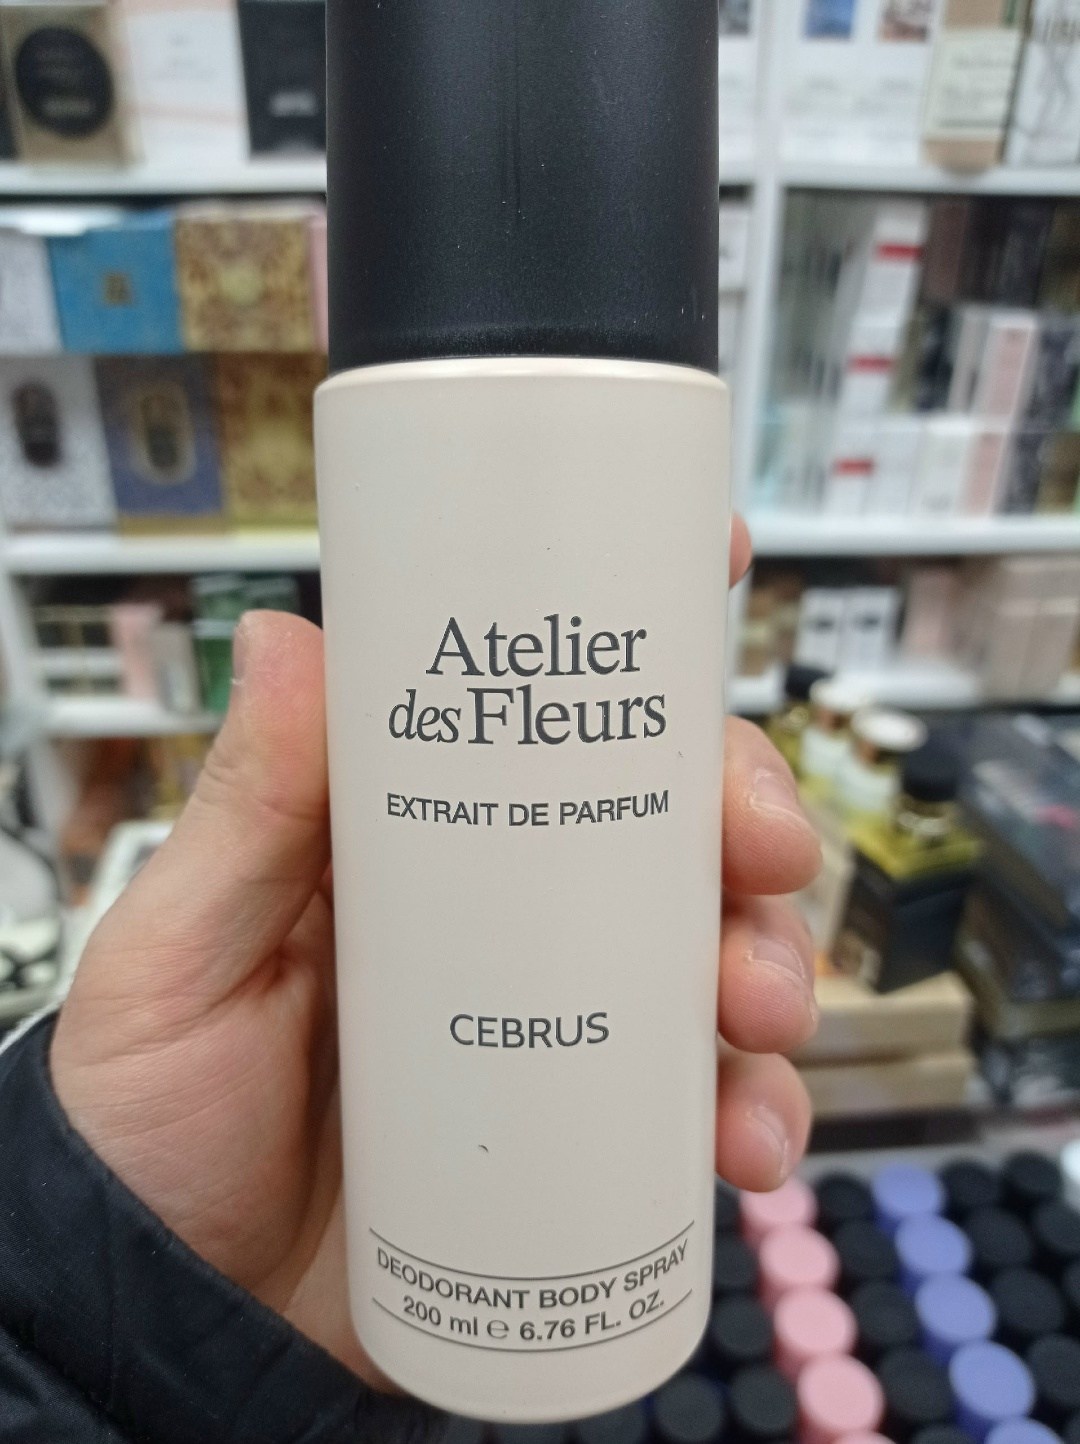 Atelier
des Fleurs
EXTRAIT DE PARFUM
CEBRUS
DEODORANT BODY SPRAY
200 ml ℮ 6.76 FL. OZ.